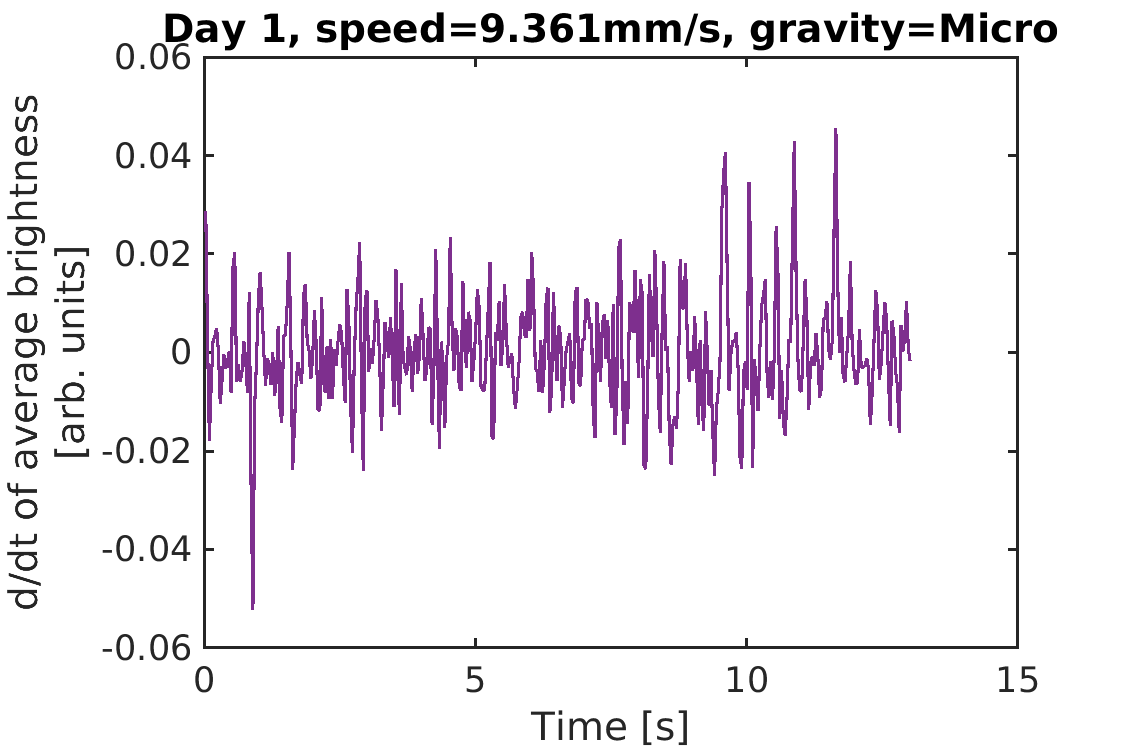 Day 1, speed=9.361mm/s, gravity=Micro
d/dt of average brightness
[arb. units]
0.06
0.04
0.02
0
-0.02
-0.04
-0.06
0
5
10
15
Time [s]